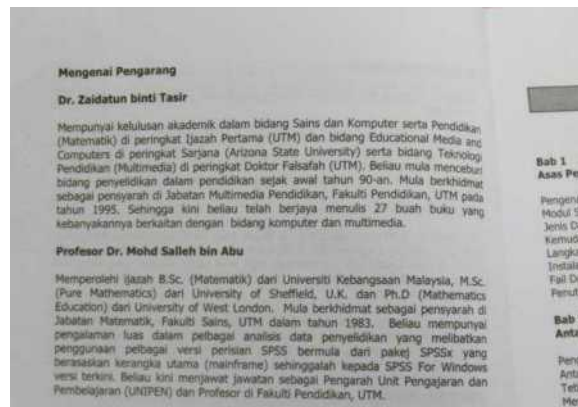 Mengenai Pengarang
Dr. Zaidatun binti Tasir
Mempunyai kelulusan akademik dalam bidang Sains dan Komputer serta Pendidikan
(Matematik) di peringkat Ijazah Pertama (UTM) dan bidang Educational Media and
Computers di peringkat Sarjana (Arizona State University) serta bidang Teknologi
Pendidikan (Multimedia) di peringkat Doktor Falsafah (UTM). Beliau mula menceburi
bidang penyelidikan dalam pendidikan sejak awal tahun 90-an. Mula berkhidmat
sebagai pensyarah di Jabatan Multimedia Pendidikan, Fakulti Pendidikan, UTM pada
tahun 1995. Sehingga kini beliau telah berjaya menulis 27 buah buku yang
kebanyakannya berkaitan dengan bidang komputer dan multimedia.
Profesor Dr. Mohd Salleh bin Abu
Memperolehi ijazah B.Sc. (Matematik) dari Universiti Kebangsaan Malaysia, M.Sc.
(Pure Mathematics) dari University of Sheffield, U.K. dan Ph.D (Mathematics
Education) dari University of West London. Mula berkhidmat sebagai pensyarah di
Jabatan Matematik, Fakulti Sains, UTM dalam tahun 1983. Beliau mempunyai
pengalaman luas dalam pelbagai analisis data penyelidikan yang melibatkan
penggunaan pelbagai versi perisian SPSS bermula dari pakej SPSSx yang
berasaskan kerangka utama (mainframe) sehinggalah kepada SPSS For Windows
versi terkini. Beliau kini menjawat jawatan sebagai Pengarah Unit Pengajaran dan
Pembelajaran (UNIPEN) dan Profesor di Fakulti Pendidikan, UTM.
Bab 1
Asas
Modul
Jenis
Fail
Bab